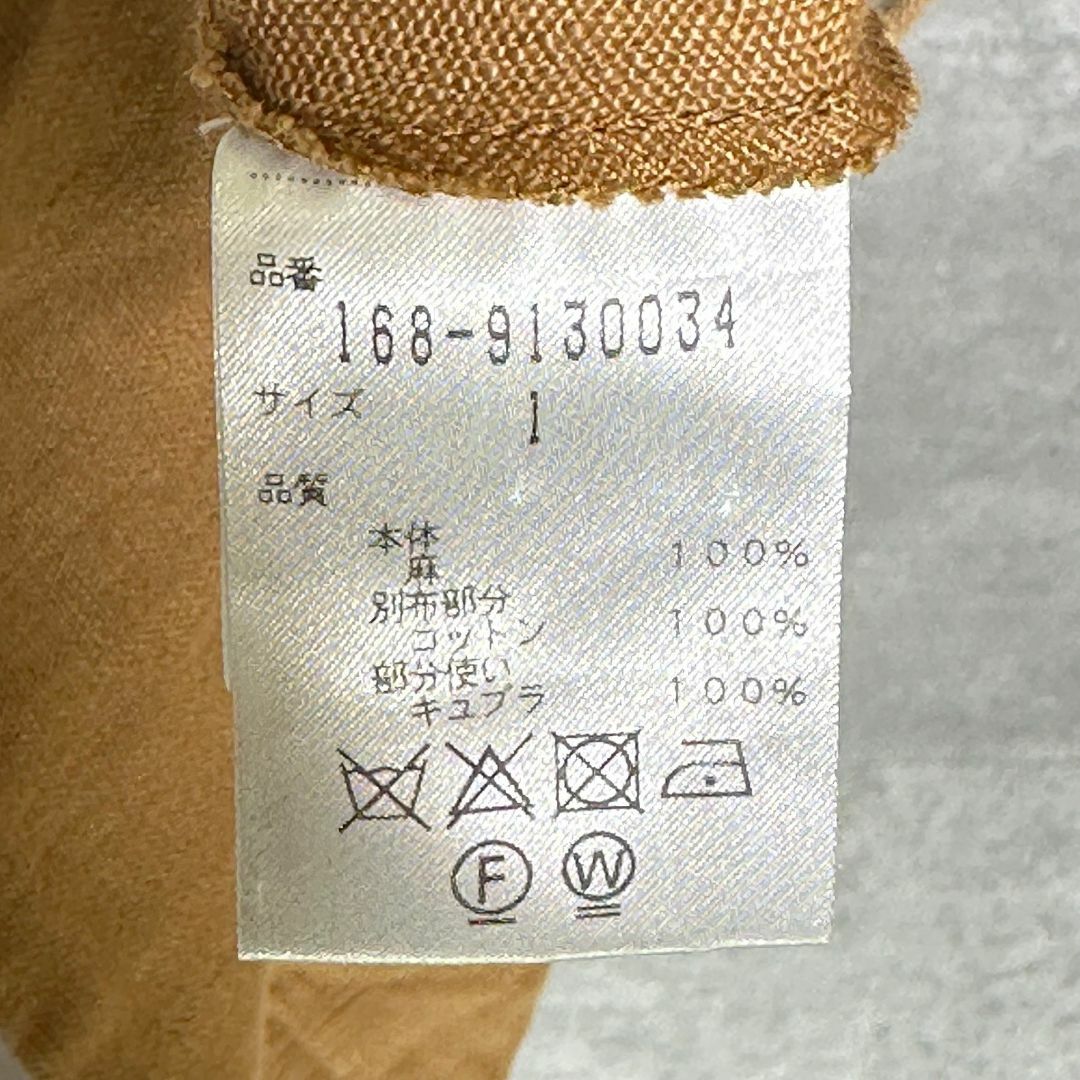 品番
168-9130034
サイズ 1
品質
本体
麻 100%
別布部分
コットン 100%
部分使い
キュプラ 100%
F W